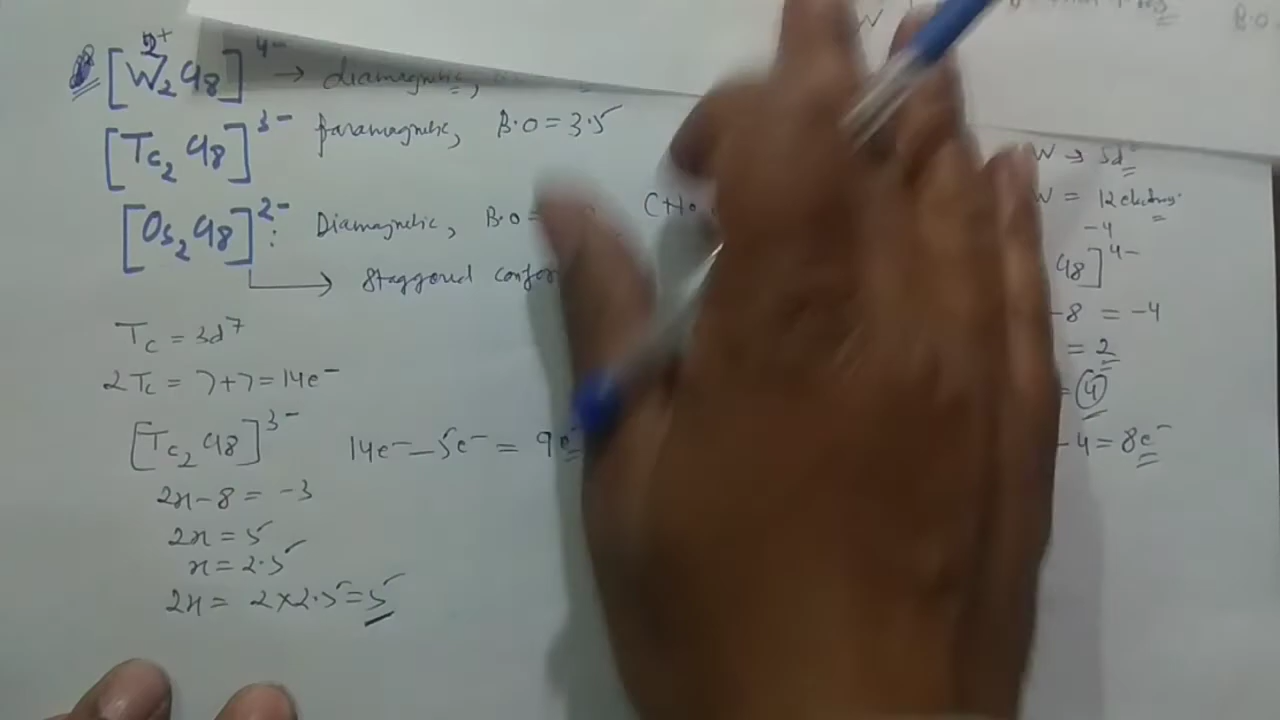 [W₂Cl₈]⁴⁻ → diamagnetic,
2+
[Tc₂Cl₈]³⁻ paramagnetic, B.O = 3.5
[Os₂Cl₈]²⁻: Diamagnetic, B.O =
→ Staggored confor
Tc = 3d⁷
2Tc = 7+7 = 14e⁻
[Tc₂Cl₈]³⁻ 14e⁻ – 5e⁻ = 9e⁻
2x – 8 = –3
2x = 5
x = 2.5
2x = 2×2.5 = 5
W
B.O
W → 5d
W = 12 electrons
–4
Cl₈]⁴⁻
–8 = –4
= 2
= 4
– 4 = 8e⁻